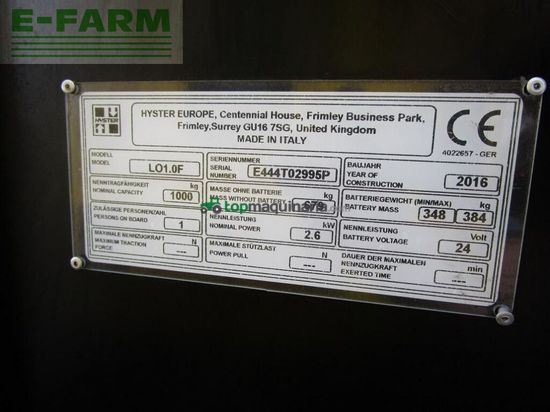 E-FARM
HYSTER
HYSTER EUROPE, Centennial House, Frimley Business Park,
Frimley,Surrey GU16 7SG, United Kingdom
MADE IN ITALY
CE
4022657 - GER
MODELL
MODEL
LO1.0F
SERIENNUMMER
SERIAL NUMBER
E444T02995P
BAUJAHR
YEAR OF CONSTRUCTION
2016
NENNTRAGFÄHIGKEIT
NOMINAL CAPACITY
kg
1000
MASSE OHNE BATTERIE
MASS WITHOUT BATTERY
kg
BATTERIEGEWICHT (MIN/MAX)
BATTERY MASS
kg
348
384
topmaquinaria
ZULÄSSIGE PERSONENZAHL
PERSONS ON BOARD
1
NENNLEISTUNG
NOMINAL POWER
kW
2.6
NENNLEISTUNG
BATTERY VOLTAGE
Volt
24
MAXIMALE NENNZUGKRAFT
MAXIMUM TRACTION FORCE
N
---
MAXIMALE STÜTZLAST
POWER PULL
N
---
DAUER DER MAXIMALEN NENNZUGKRAFT
EXERTED TIME
min
---